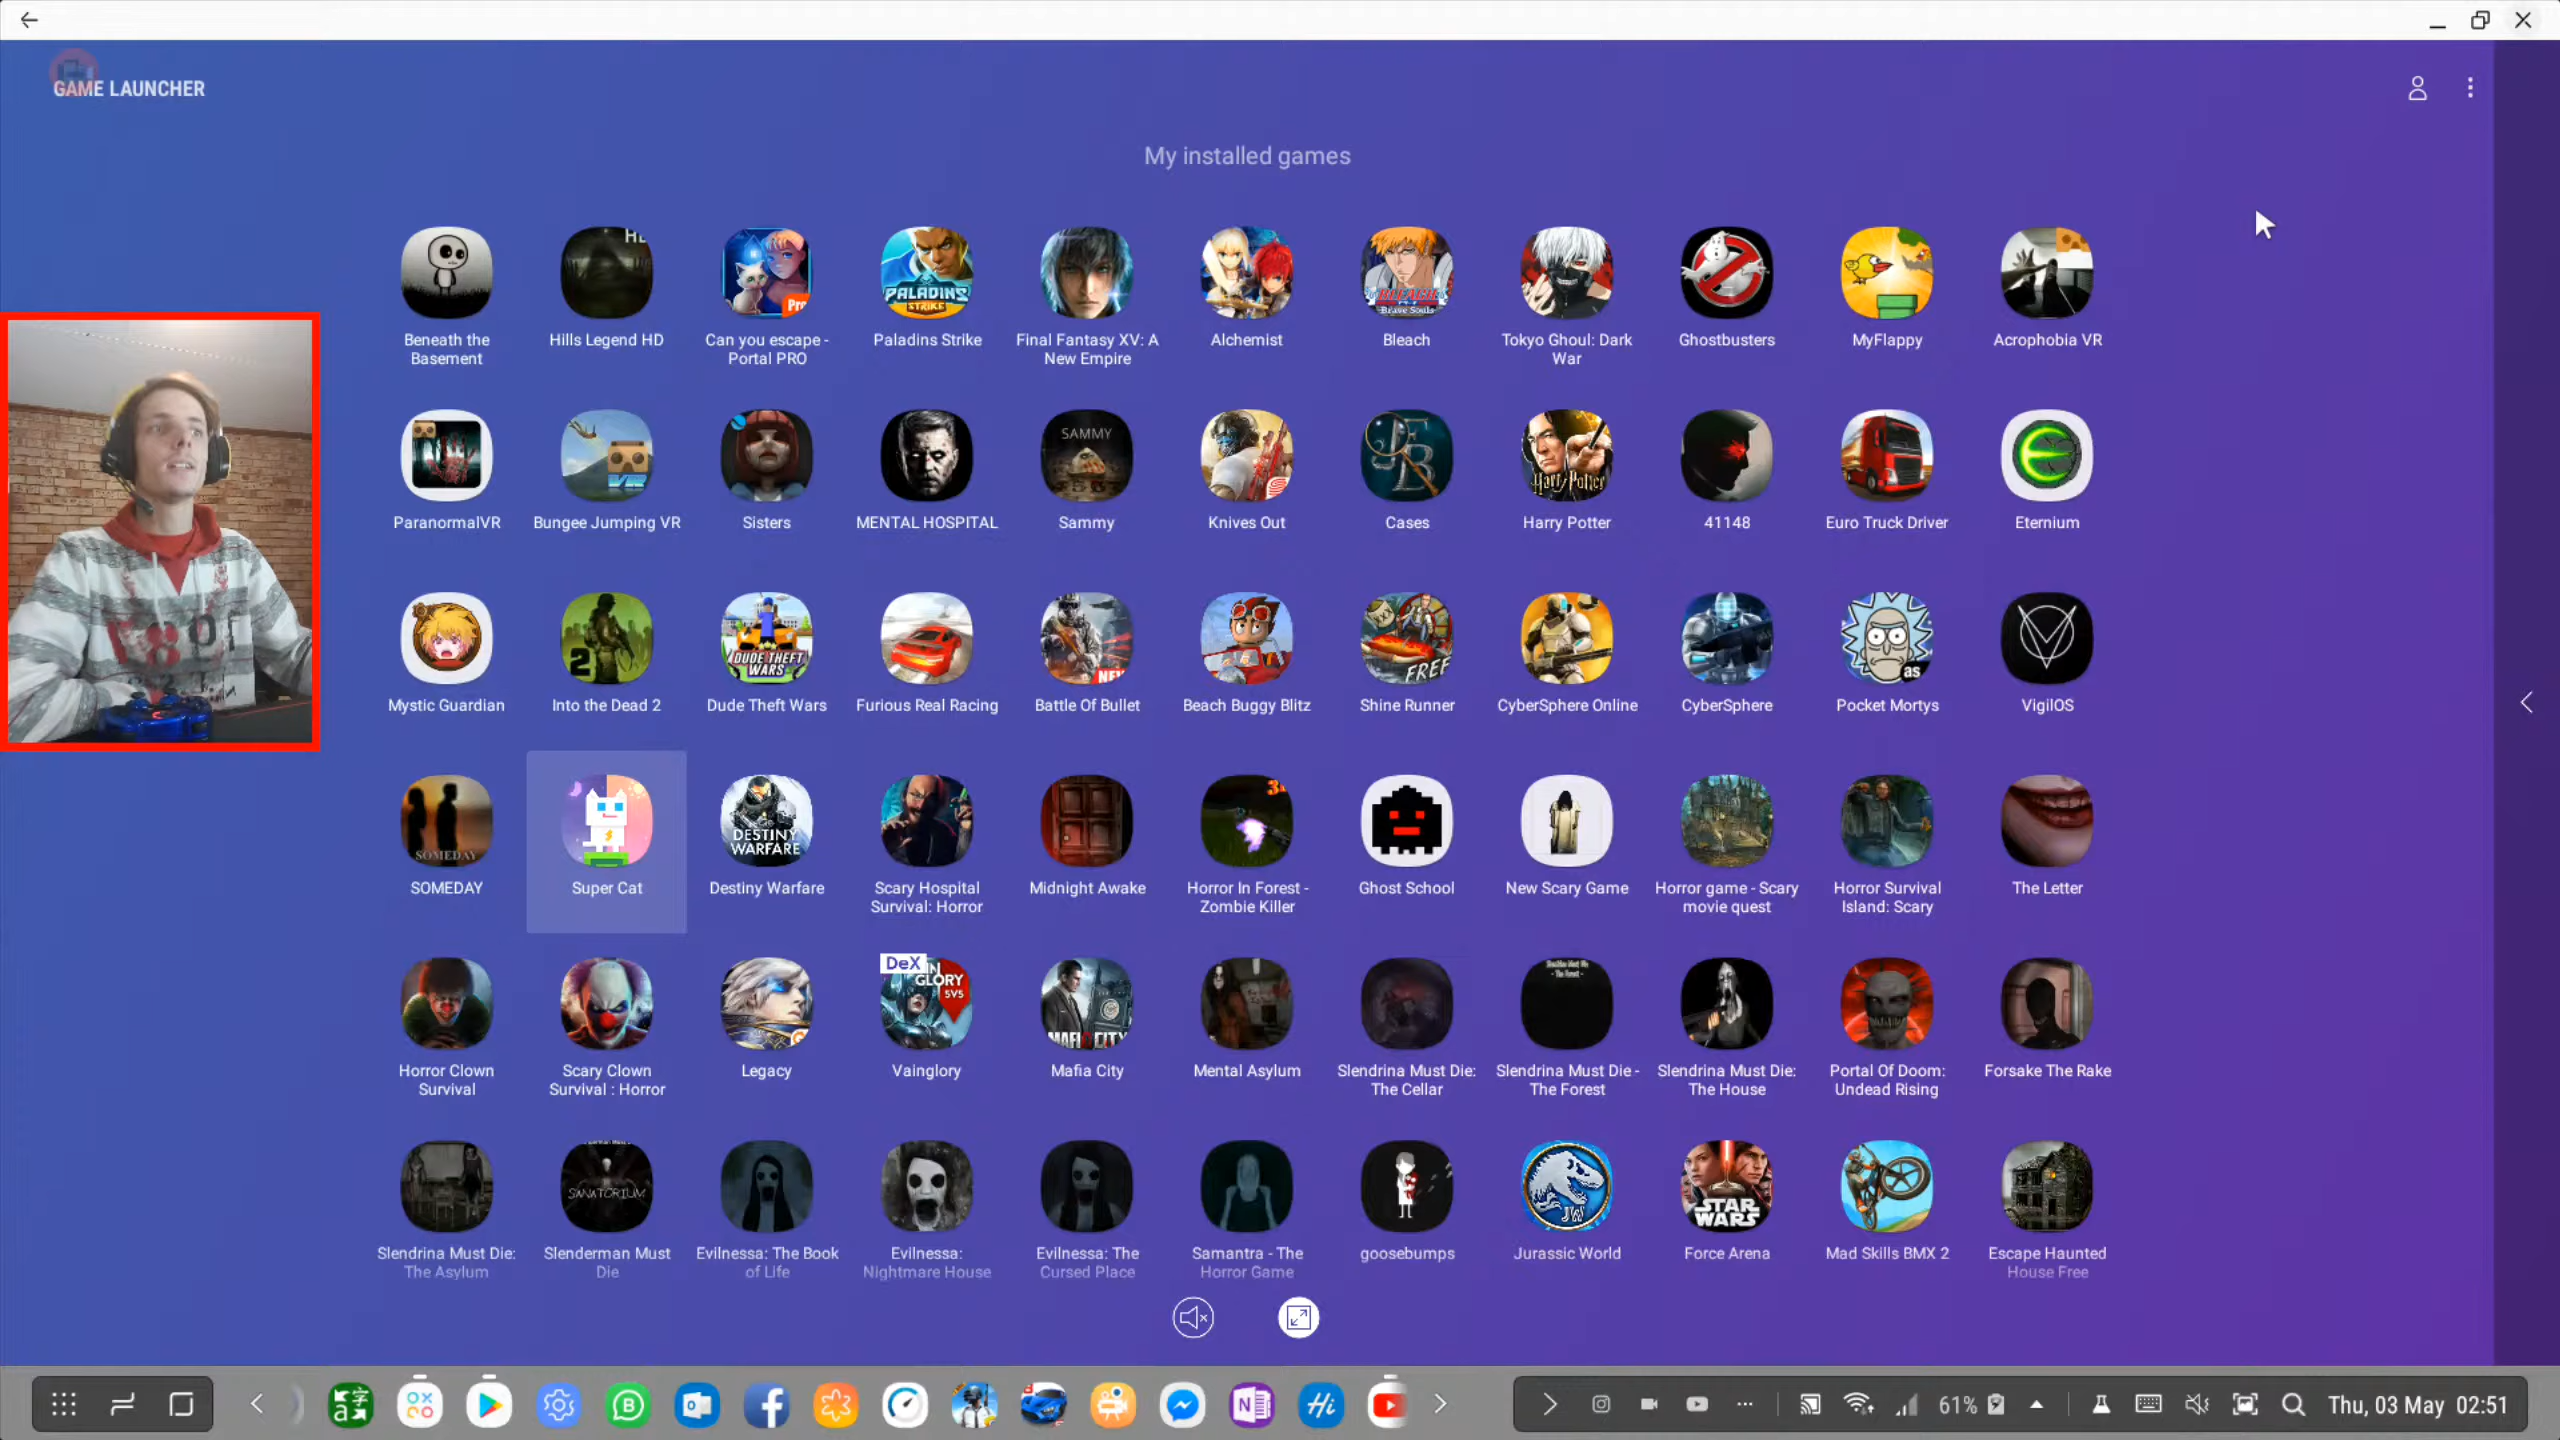 GAME LAUNCHER
My installed games
Beneath the Basement
Hills Legend HD
Can you escape - Portal PRO
Paladins Strike
Final Fantasy XV: A New Empire
Alchemist
Bleach
Tokyo Ghoul: Dark War
Ghostbusters
MyFlappy
Acrophobia VR
ParanormalVR
Bungee Jumping VR
Sisters
MENTAL HOSPITAL
Sammy
Knives Out
Cases
Harry Potter
41148
Euro Truck Driver
Eternium
Mystic Guardian
Into the Dead 2
Dude Theft Wars
Furious Real Racing
Battle Of Bullet
Beach Buggy Blitz
Shine Runner
CyberSphere Online
CyberSphere
Pocket Mortys
VigilOS
SOMEDAY
Super Cat
Destiny Warfare
Scary Hospital Survival: Horror
Midnight Awake
Horror In Forest - Zombie Killer
Ghost School
New Scary Game
Horror game - Scary movie quest
Horror Survival Island: Scary
The Letter
Horror Clown Survival
Scary Clown Survival : Horror
Legacy
DeX
Vainglory
Mafia City
Mental Asylum
Slendrina Must Die: The Cellar
Slendrina Must Die - The Forest
Slendrina Must Die: The House
Portal Of Doom: Undead Rising
Forsake The Rake
Slendrina Must Die: The Asylum
Slenderman Must Die
Evilnessa: The Book of Life
Evilnessa: Nightmare House
Evilnessa: The Cursed Place
Samantra - The Horror Game
goosebumps
Jurassic World
Force Arena
Mad Skills BMX 2
Escape Haunted House Free
61%
Thu, 03 May 02:51